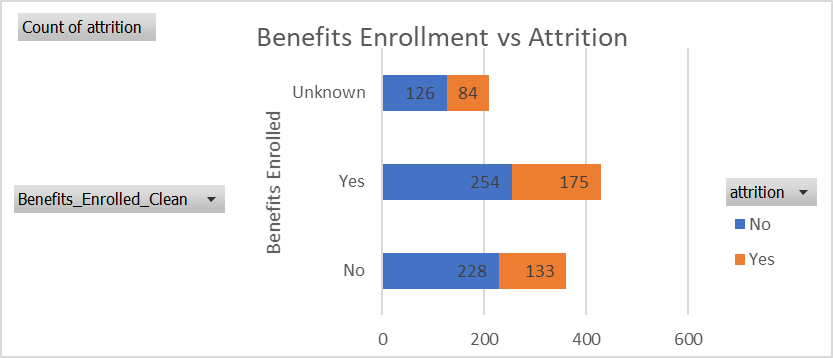 Count of attrition
Benefits Enrollment vs Attrition
Benefits Enrolled
Unknown
126
84
Yes
254
175
No
228
133
0
200
400
600
Benefits_Enrolled_Clean
attrition
No
Yes